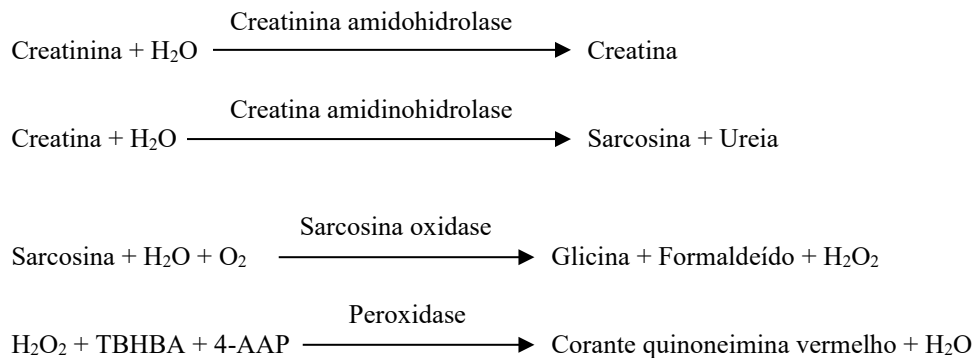 Creatinina amidohidrolase
Creatinina + H₂O → Creatina
Creatina amidinohidrolase
Creatina + H₂O → Sarcosina + Ureia
Sarcosina oxidase
Sarcosina + H₂O + O₂ → Glicina + Formaldeído + H₂O₂
Peroxidase
H₂O₂ + TBHBA + 4-AAP → Corante quinoneimina vermelho + H₂O